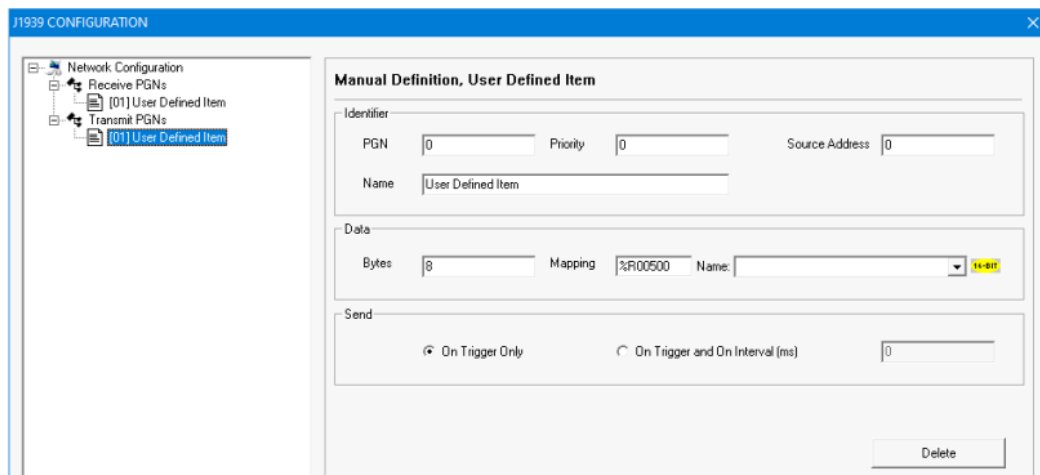 J1939 CONFIGURATION
Network Configuration
Receive PGNs
[01] User Defined Item
Transmit PGNs
[01] User Defined Item
Manual Definition, User Defined Item
Identifier
PGN 0 Priority 0 Source Address 0
Name User Defined Item
Data
Bytes 8 Mapping %R00500 Name: 16-BIT
Send
On Trigger Only On Trigger and On Interval (ms) 0
Delete